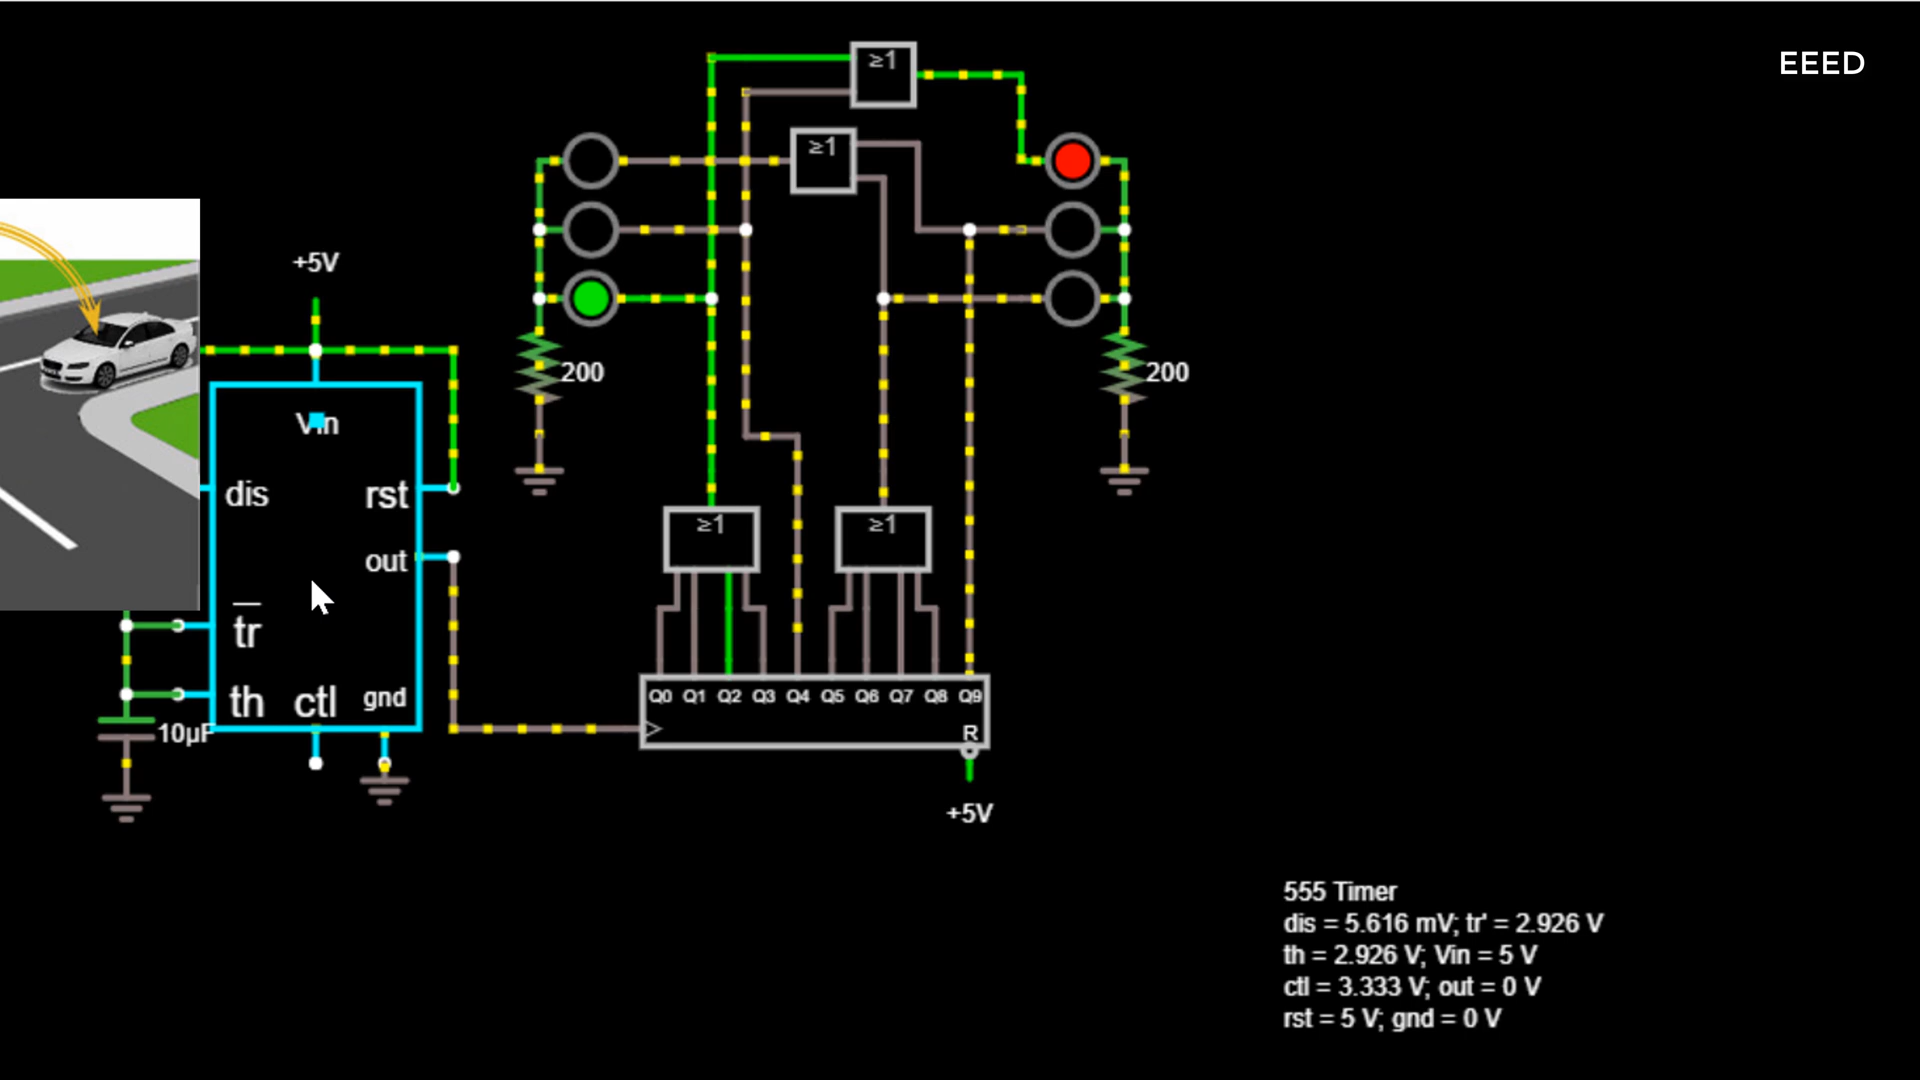 EEED
≥1
≥1
+5V
200
200
Vin
dis
rst
out
≥1
≥1
tr
th
ctl
gnd
10µF
Q0 Q1 Q2 Q3 Q4 Q5 Q6 Q7 Q8 Q9
R
+5V
555 Timer
dis = 5.616 mV; tr' = 2.926 V
th = 2.926 V; Vin = 5 V
ctl = 3.333 V; out = 0 V
rst = 5 V; gnd = 0 V